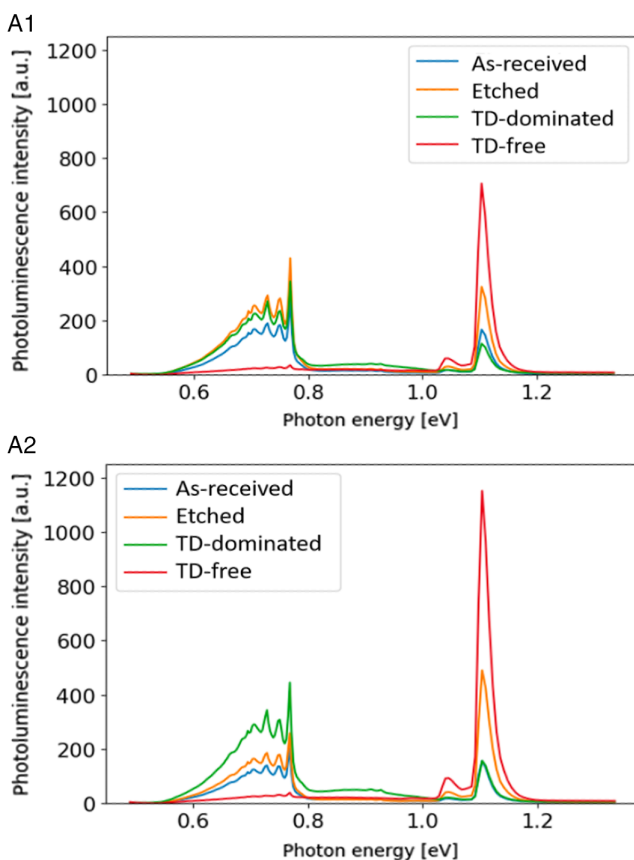 A1
Photoluminescence intensity [a.u.]
1200
1000
800
600
400
200
0
As-received
Etched
TD-dominated
TD-free
0.6 0.8 1.0 1.2
Photon energy [eV]
A2
Photoluminescence intensity [a.u.]
1200
1000
800
600
400
200
0
As-received
Etched
TD-dominated
TD-free
0.6 0.8 1.0 1.2
Photon energy [eV]